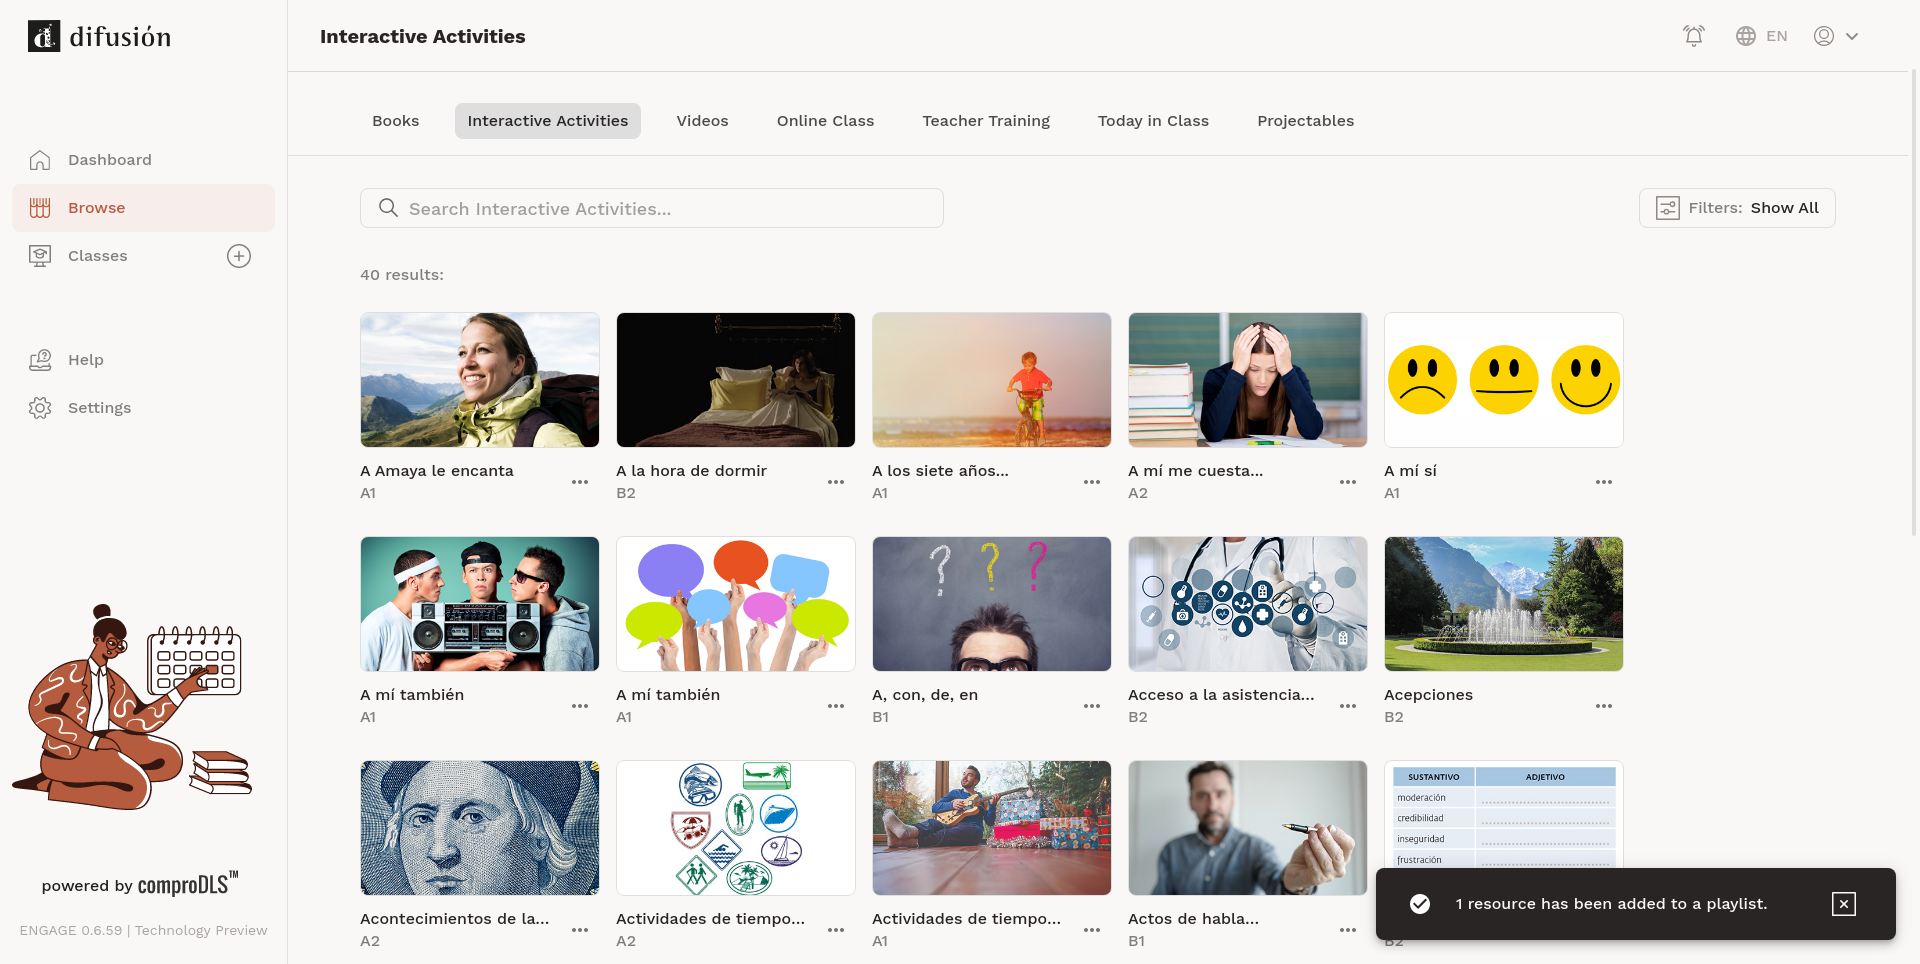 difusión
Interactive Activities
EN
Books
Interactive Activities
Videos
Online Class
Teacher Training
Today in Class
Projectables
Dashboard
Browse
Classes
Help
Settings
Search Interactive Activities...
Filters: Show All
40 results:
A Amaya le encanta
A1
A la hora de dormir
B2
A los siete años...
A1
A mí me cuesta...
A2
A mí sí
A1
A mí también
A1
A mí también
A1
A, con, de, en
B1
Acceso a la asistencia...
B2
Acepciones
B2
SUSTANTIVO
ADJETIVO
moderación
credibilidad
inseguridad
frustración
Acontecimientos de la...
A2
Actividades de tiempo...
A2
Actividades de tiempo...
A1
Actos de habla...
B1
B2
1 resource has been added to a playlist.
powered by comproDLS™
ENGAGE 0.6.59 | Technology Preview